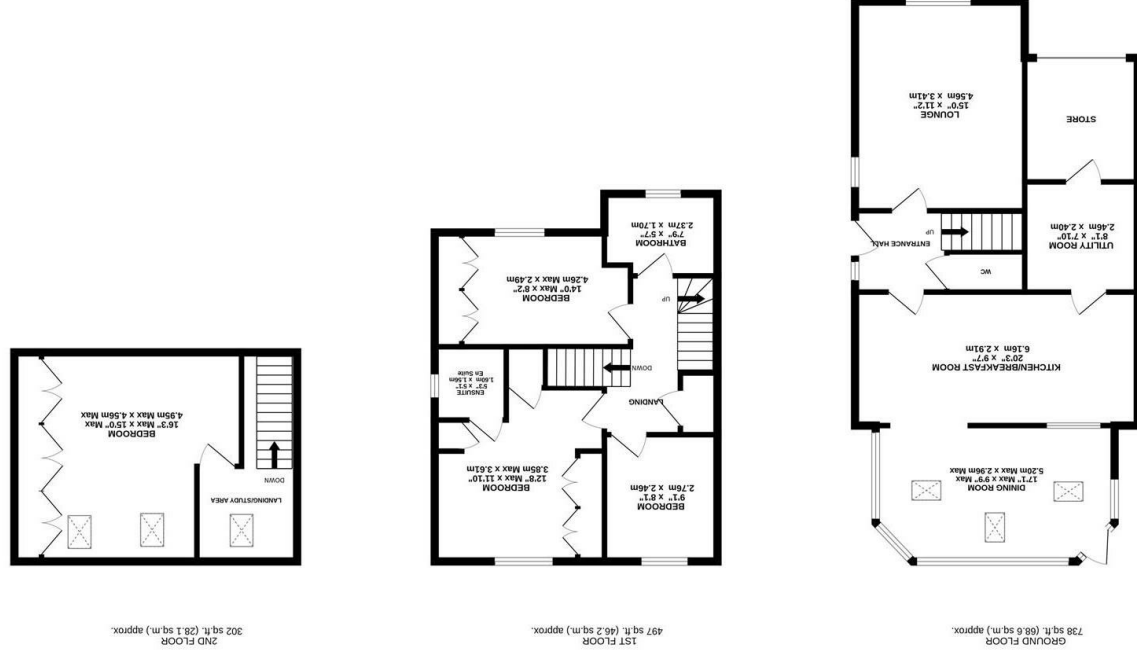 GROUND FLOOR
738 sq.ft. (68.6 sq.m.) approx.
DINING ROOM
17'1" Max x 9'9" Max
5.20m Max x 2.96m Max
KITCHEN/BREAKFAST ROOM
20'3" x 9'7"
6.16m x 2.91m
WC
UP
ENTRANCE HALL
UTILITY ROOM
8'1" x 7'10"
2.46m x 2.40m
STORE
LOUNGE
15'0" x 11'2"
4.56m x 3.41m
1ST FLOOR
497 sq.ft. (46.2 sq.m.) approx.
BEDROOM
9'1" x 8'1"
2.76m x 2.46m
BEDROOM
12'8" Max x 11'10"
3.85m Max x 3.61m
LANDING
DOWN
ENSUITE
5'3" x 5'1"
1.60m x 1.56m
En Suite
UP
BEDROOM
14'0" Max x 8'2"
4.26m Max x 2.49m
BATHROOM
7'9" x 5'7"
2.37m x 1.70m
2ND FLOOR
302 sq.ft. (28.1 sq.m.) approx.
LANDING/STUDY AREA
DOWN
BEDROOM
16'3" Max x 15'0" Max
4.95m Max x 4.56m Max